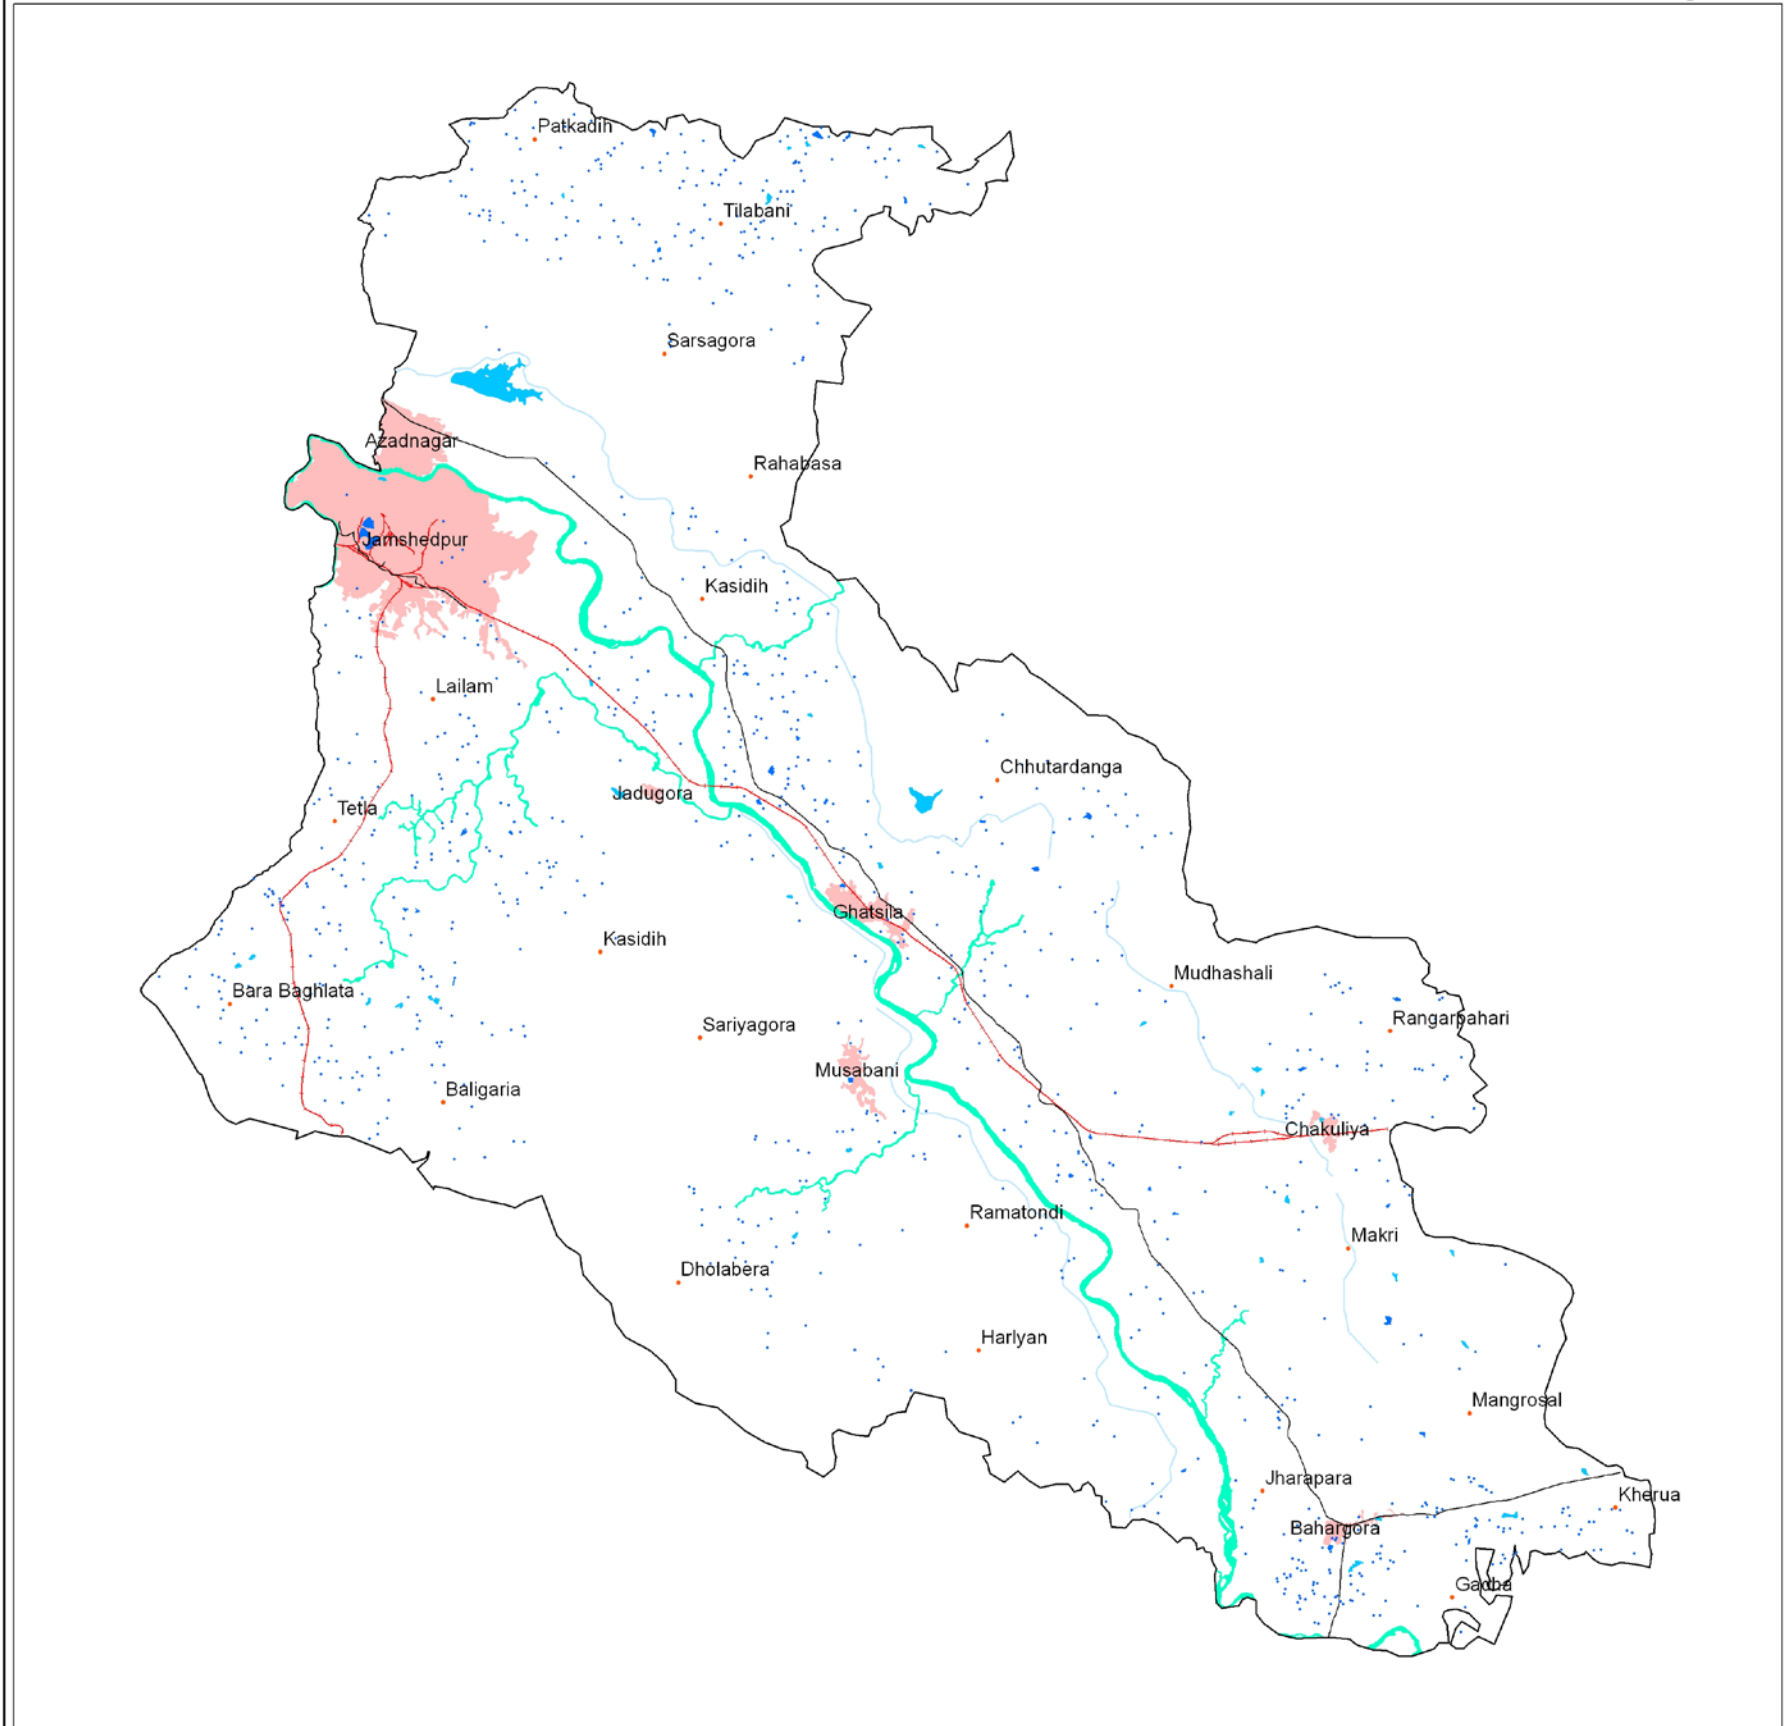 Patkadih
Tilabani
Sarsagora
Azadnagar
Rahabasa
Jamshedpur
Kasidih
Lailam
Chhutardanga
Jadugora
Tetla
Ghatsila
Kasidih
Mudhashali
Bara Baghlata
Rangarpahari
Sariyagora
Musabani
Baligaria
Chakuliya
Ramatondi
Makri
Dholabera
Harlyan
Mangrosal
Jharapara
Kherua
Bahargora